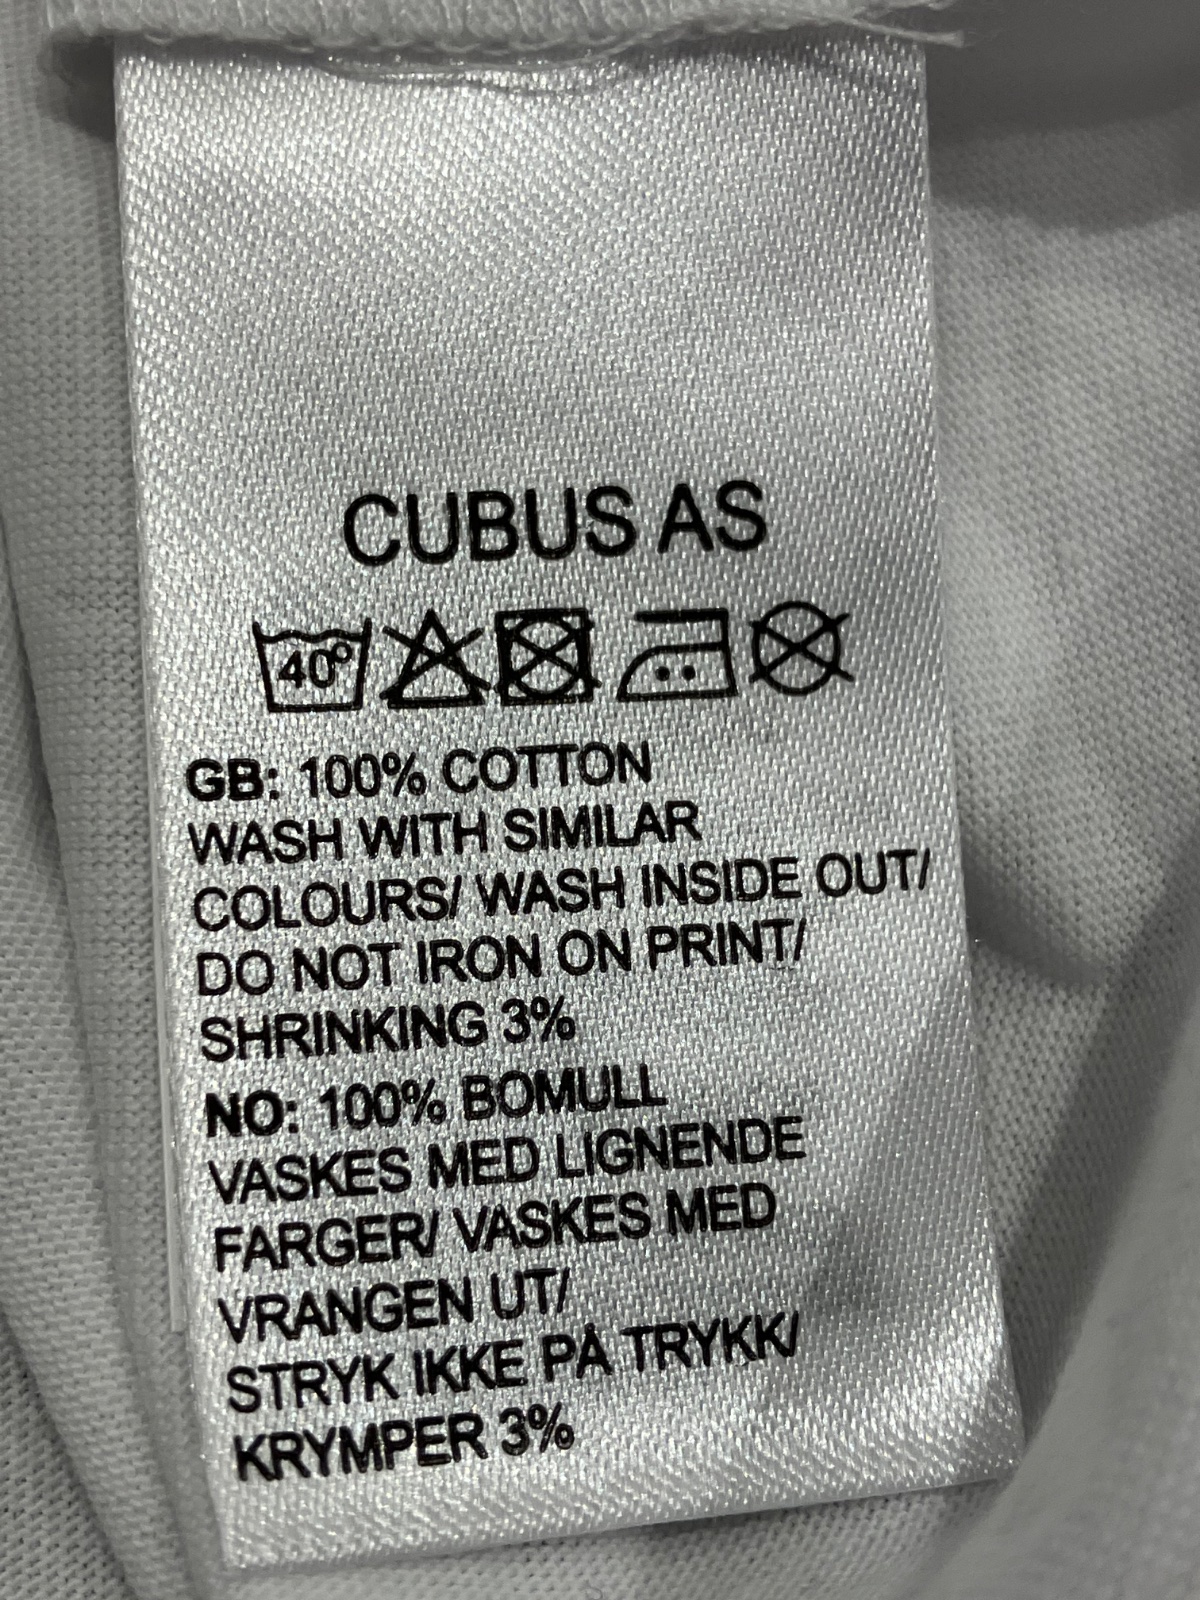 CUBUS AS
40°
GB: 100% COTTON
WASH WITH SIMILAR
COLOURS/ WASH INSIDE OUT/
DO NOT IRON ON PRINT/
SHRINKING 3%
NO: 100% BOMULL
VASKES MED LIGNENDE
FARGER/ VASKES MED
VRANGEN UT/
STRYK IKKE PÅ TRYKK/
KRYMPER 3%